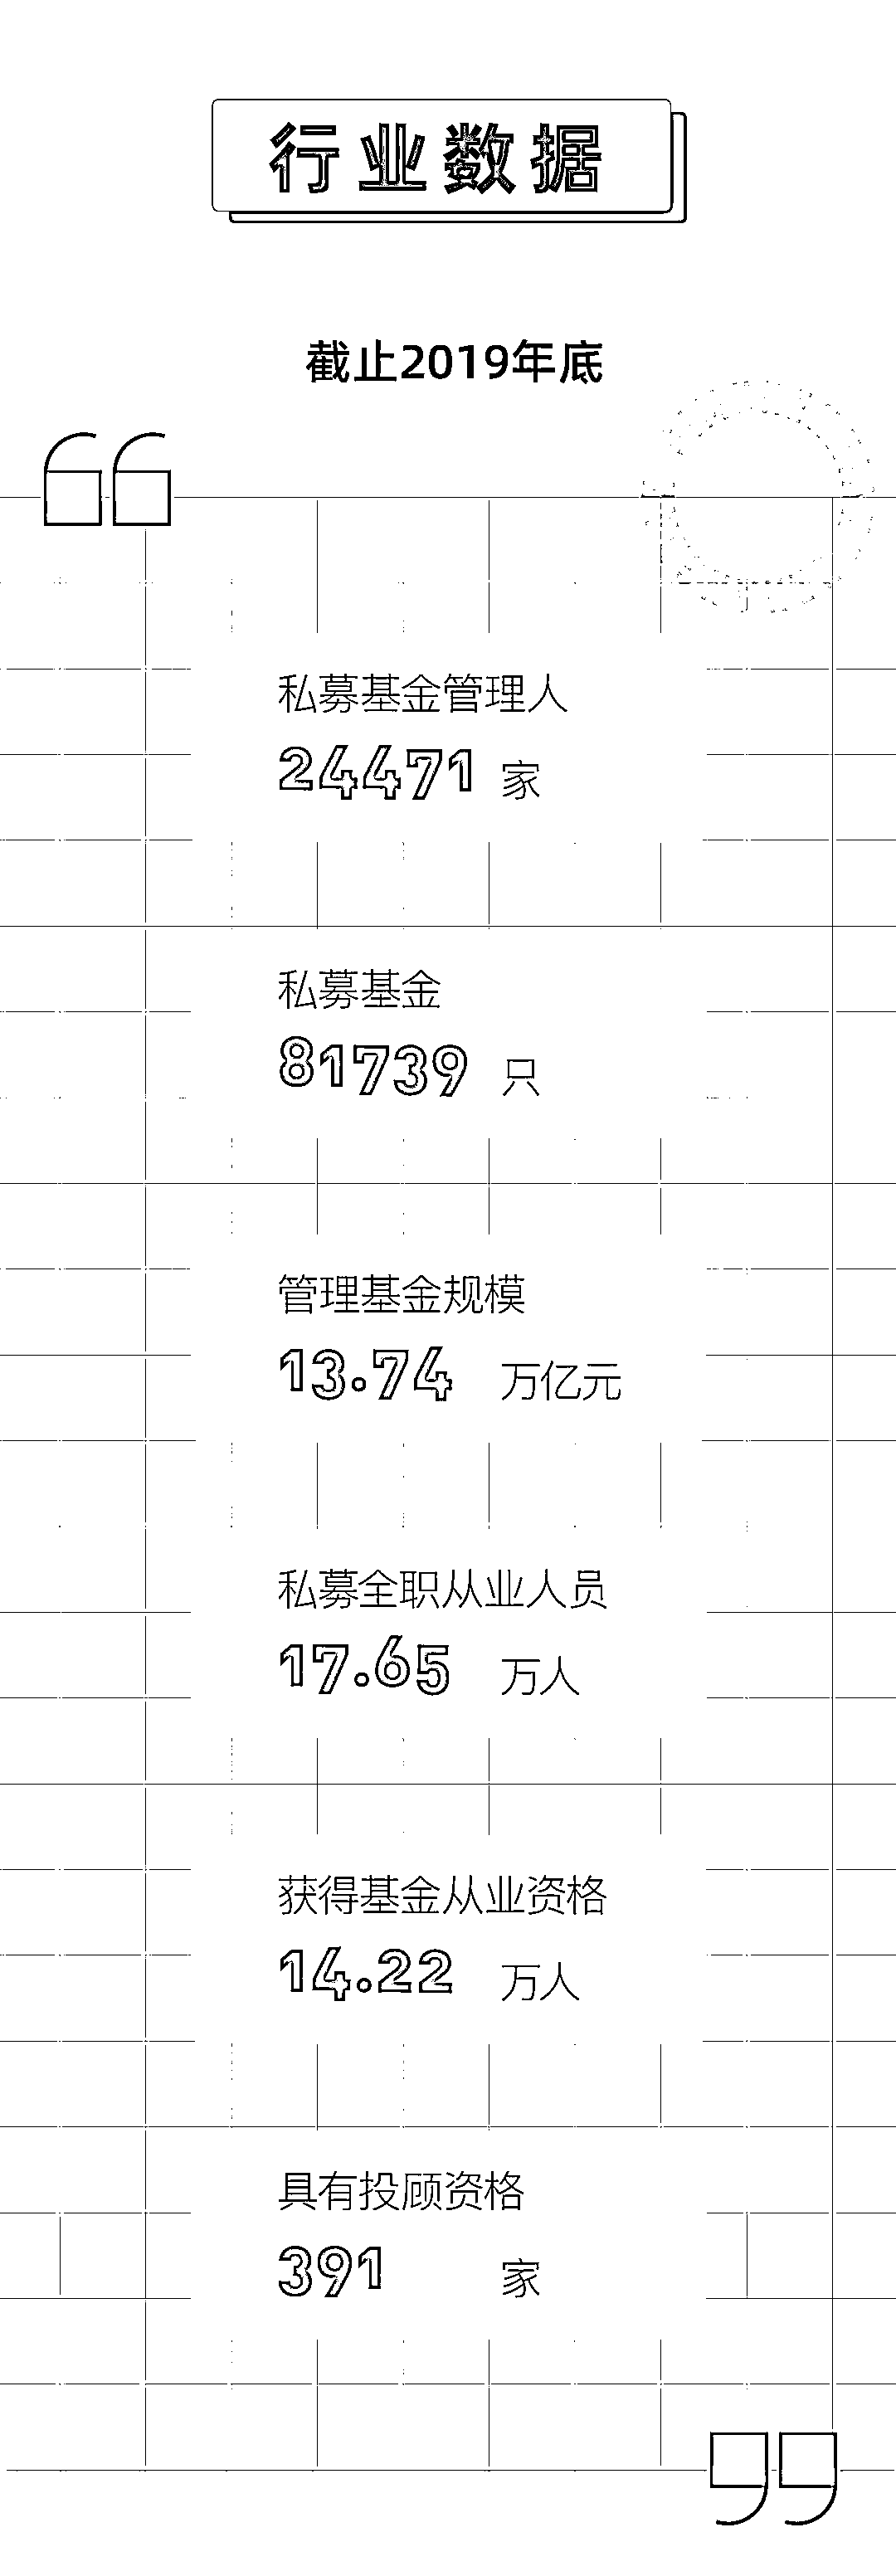 行业数据
截止2019年底
私募基金管理人
24471 家
私募基金
81739 只
管理基金规模
13.74 万亿元
私募全职从业人员
17.65 万人
获得基金从业资格
14.22 万人
具有投顾资格
391 家